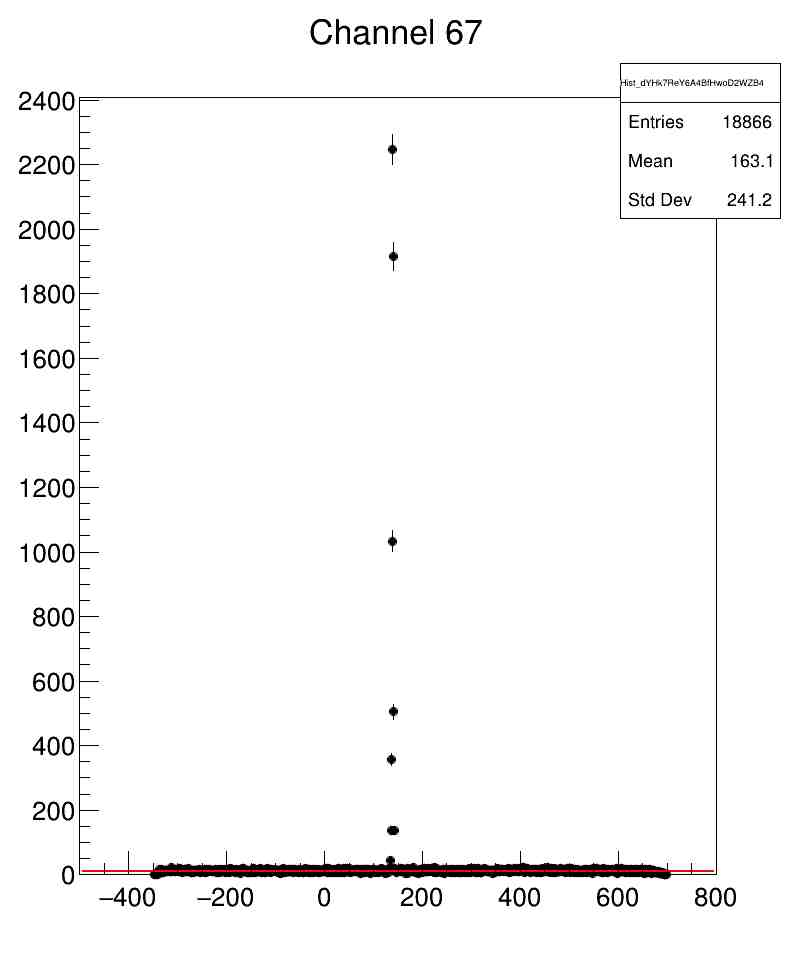 Channel 67
Hist_dYHk7ReY6A4BfHwoD2WZB4
Entries 18866
Mean 163.1
Std Dev 241.2
2400
2200
2000
1800
1600
1400
1200
1000
800
600
400
200
0
−400 −200 0 200 400 600 800